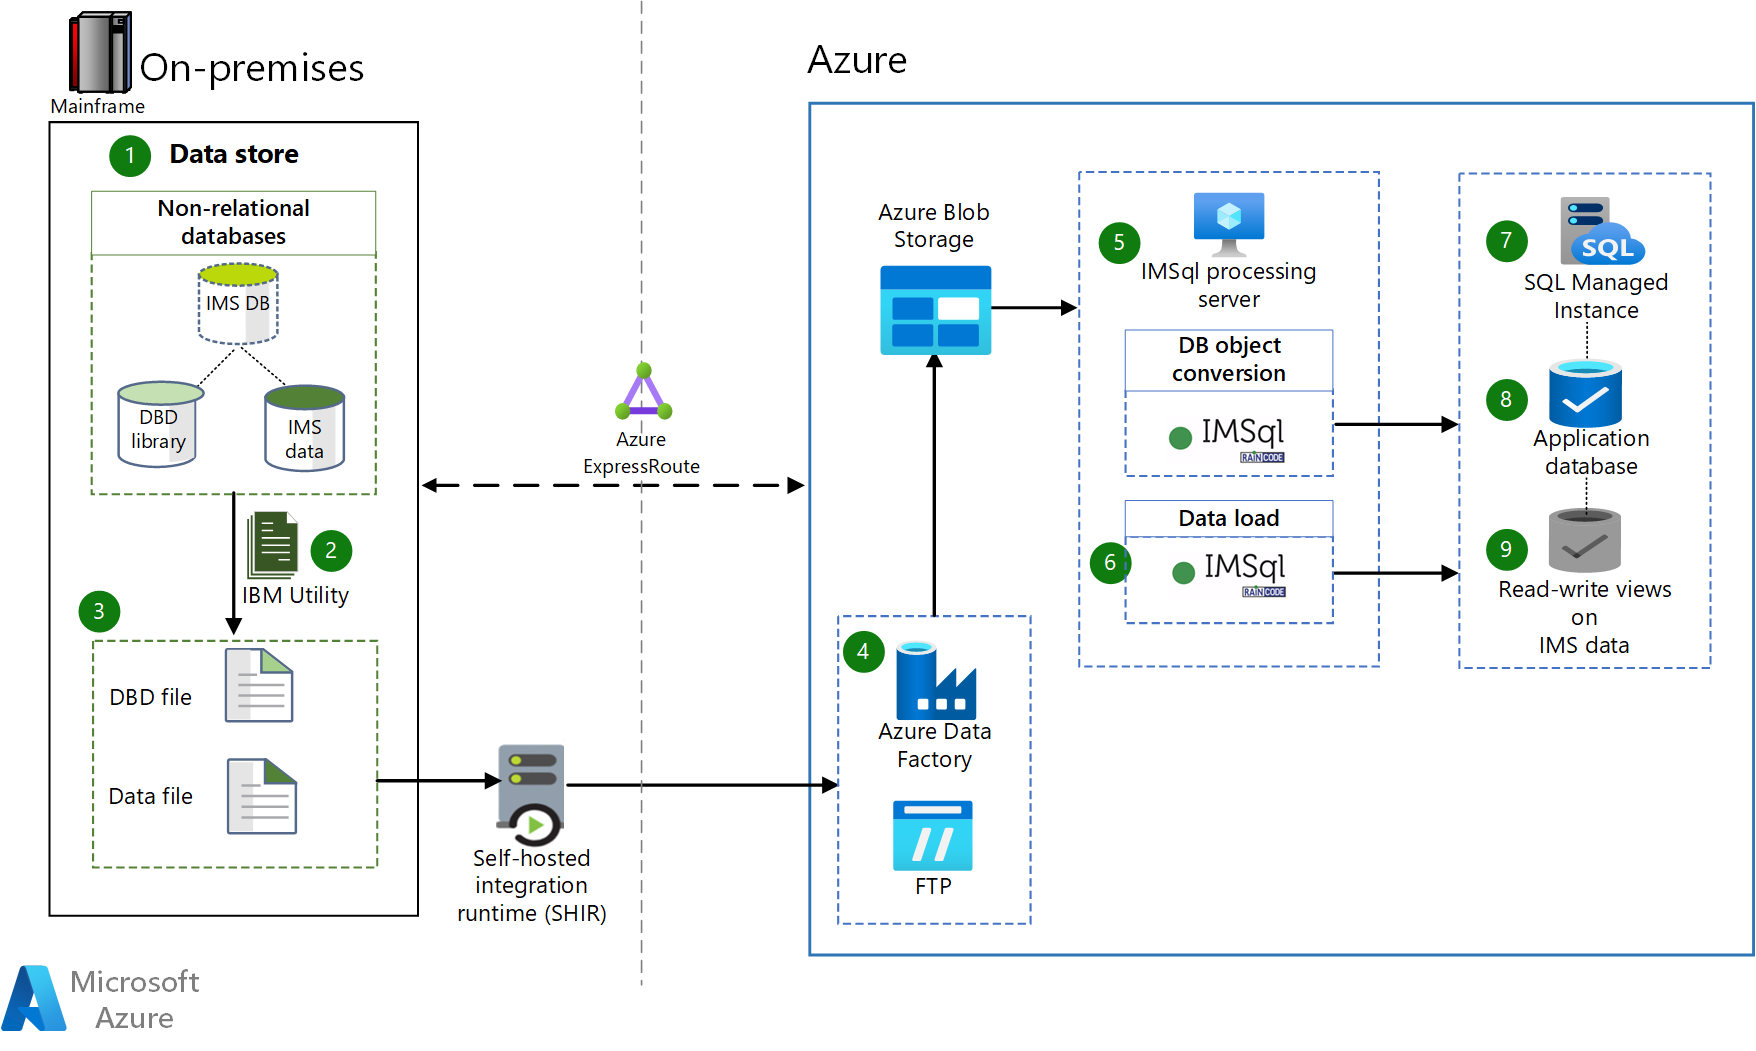 On-premises
Mainframe
1
Data store
Non-relational
databases
IMS DB
DBD
library
IMS
data
2
IBM Utility
3
DBD file
Data file
Self-hosted
integration
runtime (SHIR)
Azure
ExpressRoute
Azure
Azure Blob
Storage
4
Azure Data
Factory
FTP
5
IMSql processing
server
DB object
conversion
IMSql
RAINCODE
Data load
6
IMSql
RAINCODE
7
SQL
SQL Managed
Instance
8
Application
database
9
Read-write views
on
IMS data
Microsoft
Azure